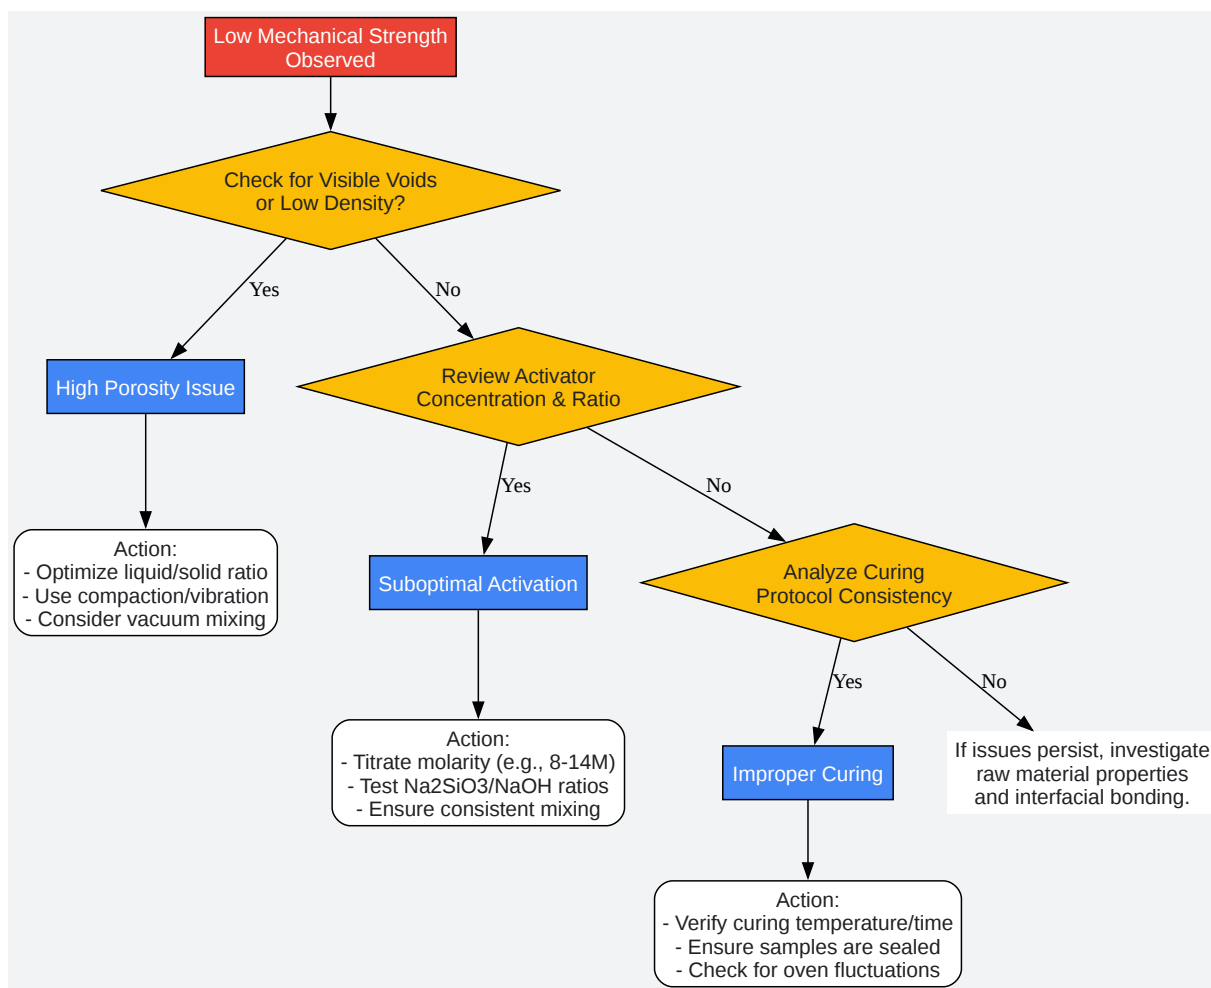 Low Mechanical Strength
Observed
Check for Visible Voids
or Low Density?
Yes
No
High Porosity Issue
Review Activator
Concentration & Ratio
Action:
- Optimize liquid/solid ratio
- Use compaction/vibration
- Consider vacuum mixing
Yes
No
Suboptimal Activation
Analyze Curing
Protocol Consistency
Action:
- Titrate molarity (e.g., 8-14M)
- Test Na2SiO3/NaOH ratios
- Ensure consistent mixing
Yes
No
Improper Curing
If issues persist, investigate
raw material properties
and interfacial bonding.
Action:
- Verify curing temperature/time
- Ensure samples are sealed
- Check for oven fluctuations